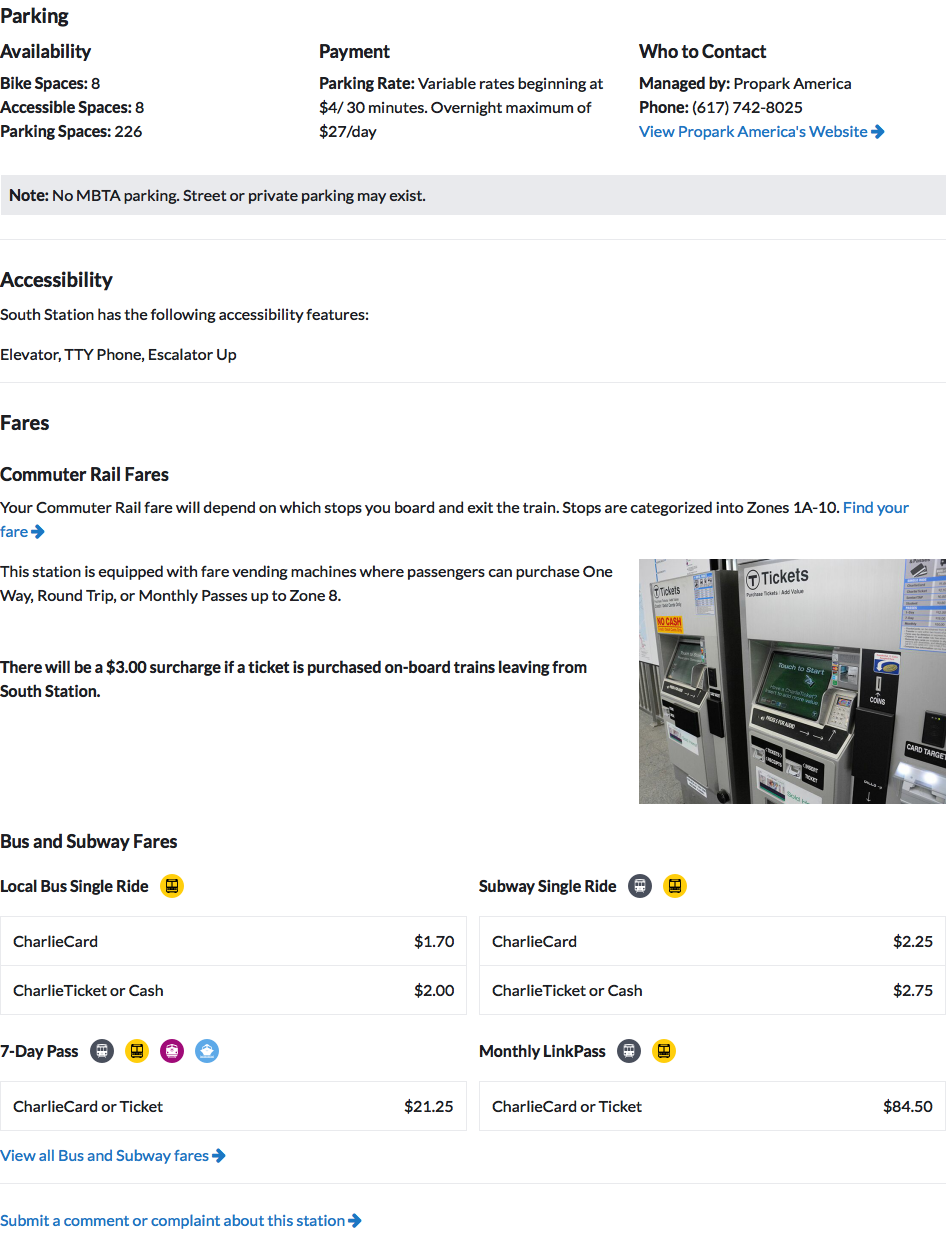 Parking
Availability
Bike Spaces: 8
Accessible Spaces: 8
Parking Spaces: 226
Payment
Parking Rate: Variable rates beginning at
$4/ 30 minutes. Overnight maximum of
$27/day
Who to Contact
Managed by: Propark America
Phone: (617) 742-8025
View Propark America's Website
Note: No MBTA parking. Street or private parking may exist.
Accessibility
South Station has the following accessibility features:
Elevator, TTY Phone, Escalator Up
Fares
Commuter Rail Fares
Your Commuter Rail fare will depend on which stops you board and exit the train. Stops are categorized into Zones 1A-10. Find your
fare
This station is equipped with fare vending machines where passengers can purchase One
Way, Round Trip, or Monthly Passes up to Zone 8.
There will be a $3.00 surcharge if a ticket is purchased on-board trains leaving from
South Station.
T Tickets
NO CASH
T Tickets
Purchase Tickets / Add Value
Touch to Start
Have a CharlieTicket?
COINS
CARD TARGET
Bus and Subway Fares
Local Bus Single Ride
CharlieCard $1.70
CharlieTicket or Cash $2.00
Subway Single Ride
CharlieCard $2.25
CharlieTicket or Cash $2.75
7-Day Pass
CharlieCard or Ticket $21.25
Monthly LinkPass
CharlieCard or Ticket $84.50
View all Bus and Subway fares
Submit a comment or complaint about this station